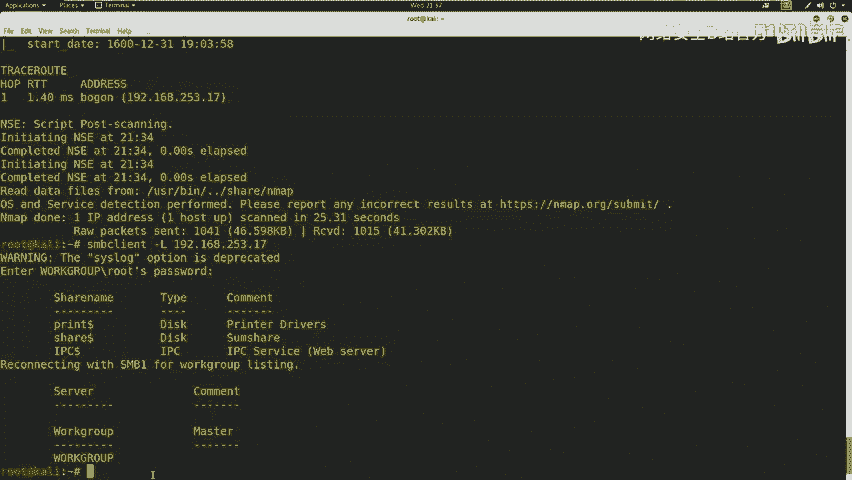 Applications Places Terminal Wed 21:37
root@kali: ~
File Edit View Search Terminal Help
|_  start_date: 1600-12-31 19:03:58
TRACEROUTE
HOP RTT     ADDRESS
1   1.40 ms bogon (192.168.253.17)
NSE: Script Post-scanning.
Initiating NSE at 21:34
Completed NSE at 21:34, 0.00s elapsed
Initiating NSE at 21:34
Completed NSE at 21:34, 0.00s elapsed
Read data files from: /usr/bin/../share/nmap
OS and Service detection performed. Please report any incorrect results at https://nmap.org/submit/ .
Nmap done: 1 IP address (1 host up) scanned in 25.31 seconds
Raw packets sent: 1041 (46.598KB) | Rcvd: 1015 (41.302KB)
root@kali:~# smbclient -L 192.168.253.17
WARNING: The "syslog" option is deprecated
Enter WORKGROUP\root's password:
Sharename       Type      Comment
---------       ----      -------
print$          Disk      Printer Drivers
share$          Disk      Sumshare
IPC$            IPC       IPC Service (Web server)
Reconnecting with SMB1 for workgroup listing.
Server               Comment
---------            -------
Workgroup            Master
---------            -------
WORKGROUP
root@kali:~#